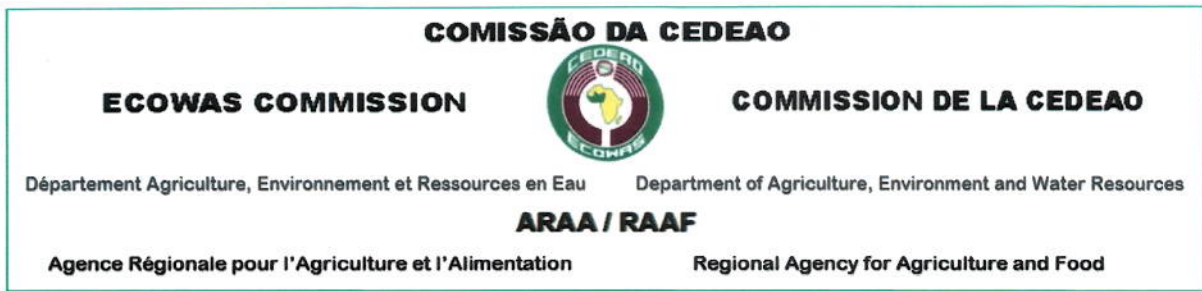 COMISSÃO DA CEDEAO
ECOWAS COMMISSION
CEDEAO
ECOWAS
COMMISSION DE LA CEDEAO
Département Agriculture, Environnement et Ressources en Eau
Department of Agriculture, Environment and Water Resources
ARAA / RAAF
Agence Régionale pour l'Agriculture et l'Alimentation
Regional Agency for Agriculture and Food